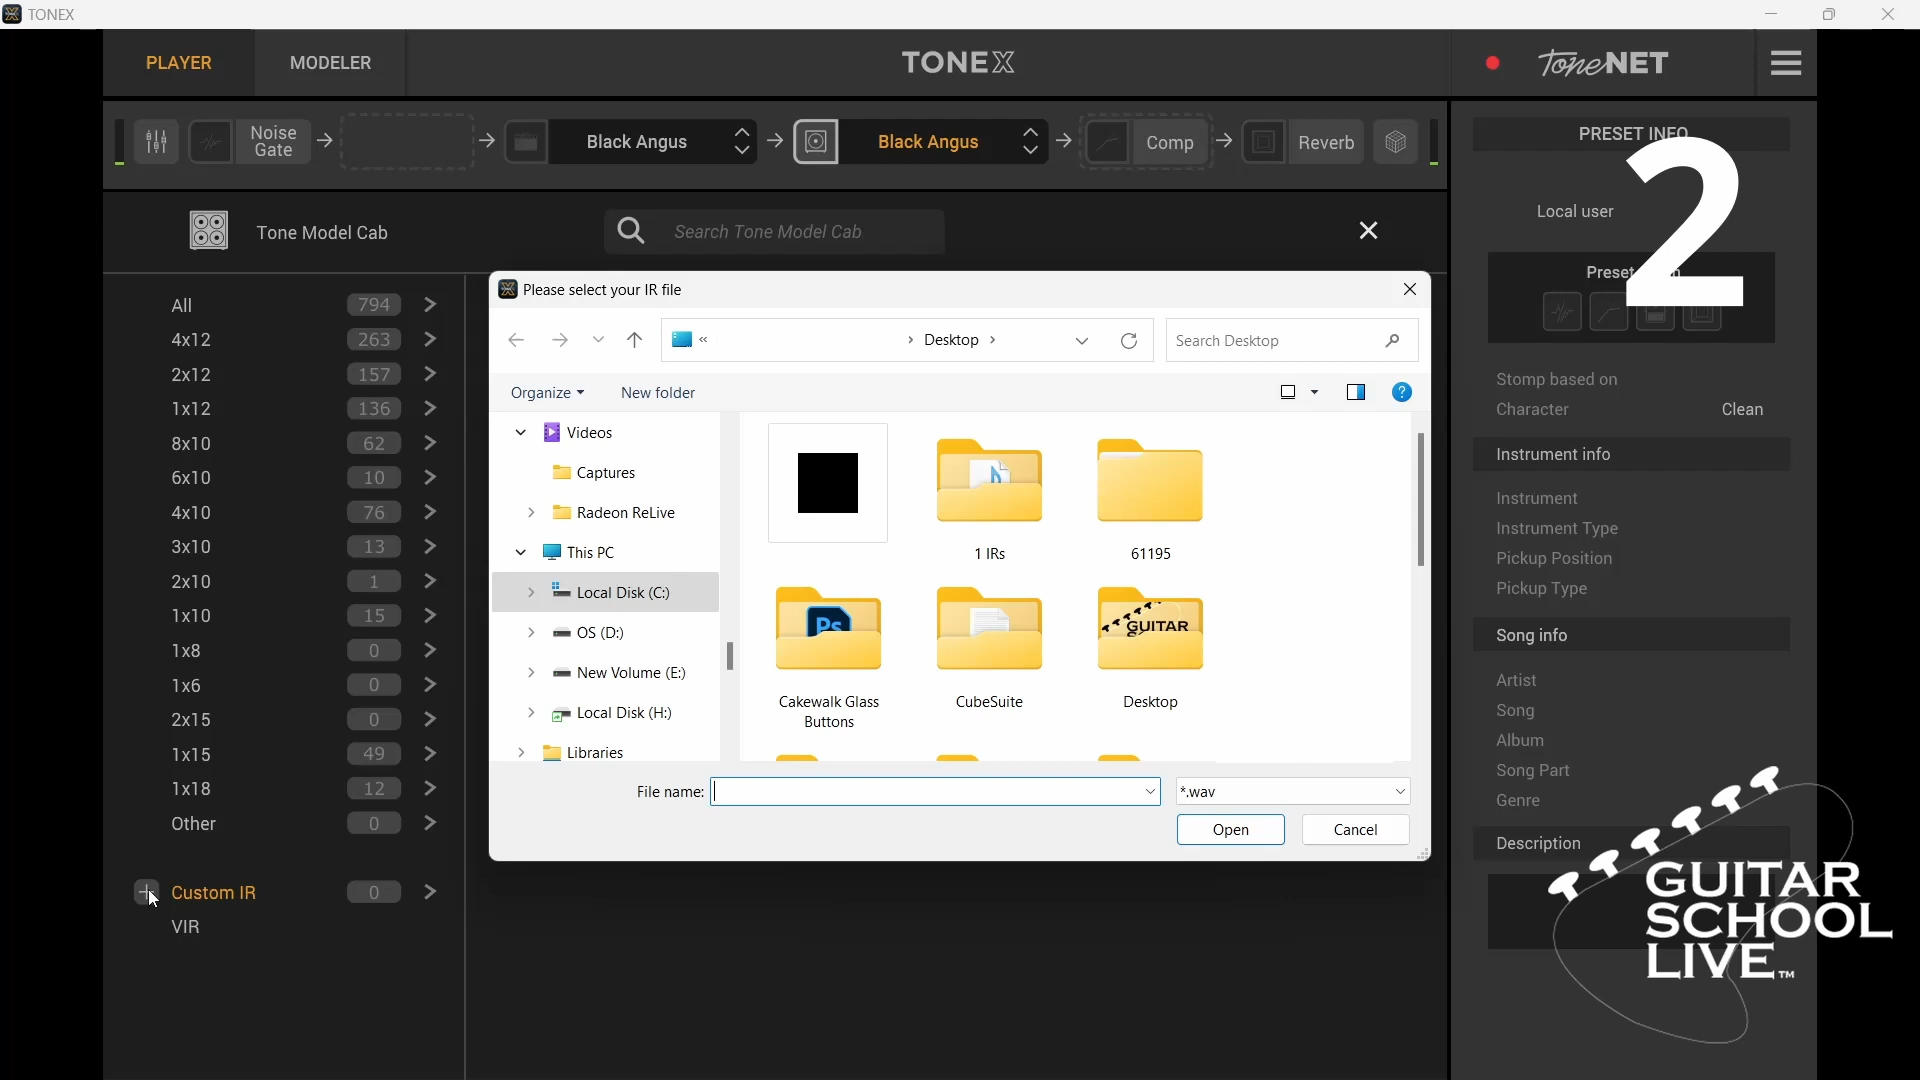 TONEX
PLAYER
MODELER
TONEX
ToneNET
Noise
Gate
Black Angus
Black Angus
Comp
Reverb
PRESET INFO
2
Tone Model Cab
Search Tone Model Cab
Local user
All 794
4x12 263
2x12 157
1x12 136
8x10 62
6x10 10
4x10 76
3x10 13
2x10 1
1x10 15
1x8 0
1x6 0
2x15 0
1x15 49
1x18 12
Other 0
Custom IR 0
VIR
Please select your IR file
« › Desktop ›
Search Desktop
Organize
New folder
Videos
Captures
Radeon ReLive
This PC
Local Disk (C:)
OS (D:)
New Volume (E:)
Local Disk (H:)
Libraries
1 IRs
61195
Ps
GUITAR
Cakewalk Glass
Buttons
CubeSuite
Desktop
File name:
*.wav
Open
Cancel
Stomp based on
Character Clean
Instrument info
Instrument
Instrument Type
Pickup Position
Pickup Type
Song info
Artist
Song
Album
Song Part
Genre
Description
GUITAR
SCHOOL
LIVE™